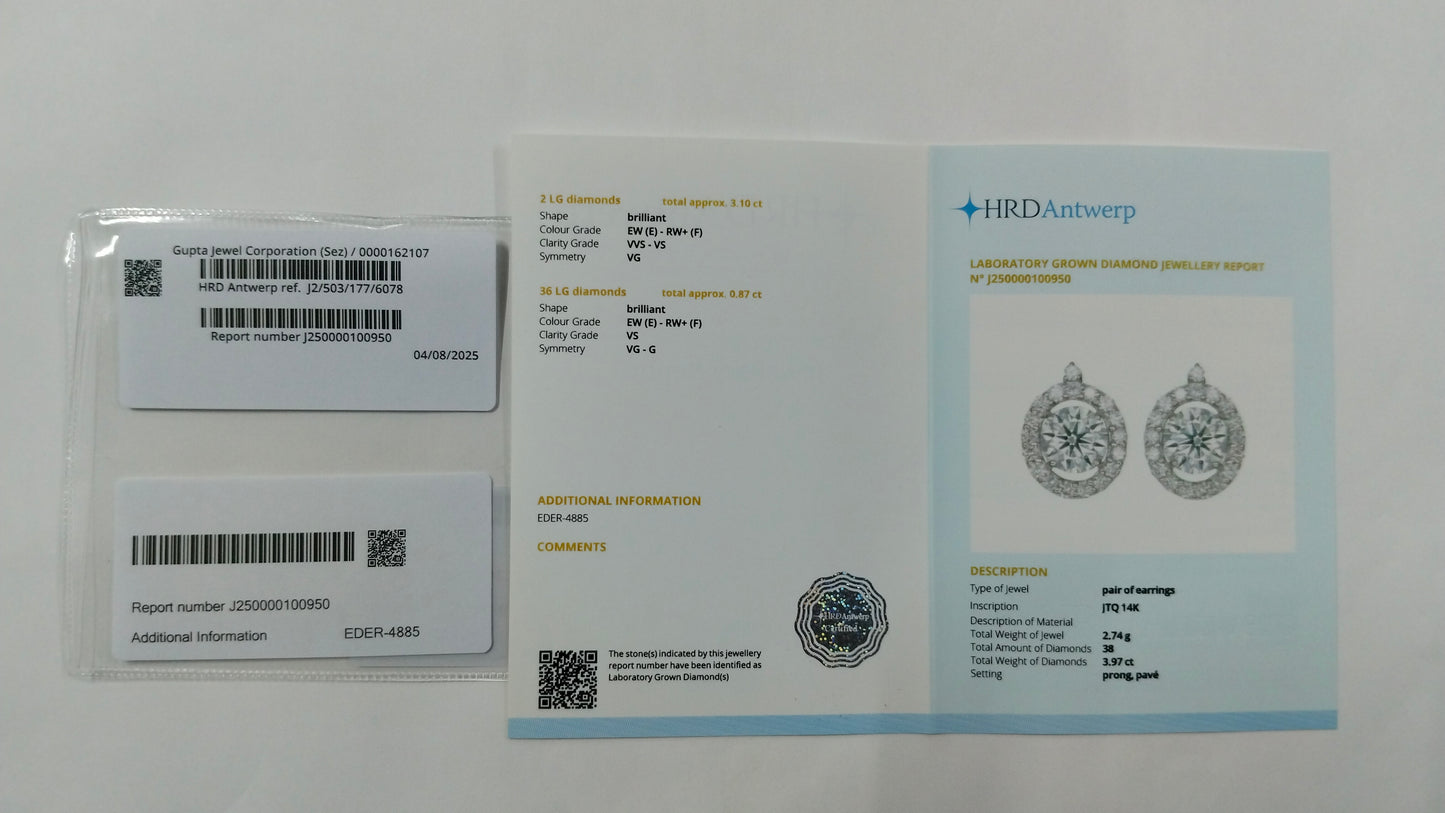 Gupta Jewel Corporation (Sez) / 0000162107
HRD Antwerp ref. J2/503/177/6078
Report number J250000100950
04/08/2025
Report number J250000100950
Additional Information EDER-4885
2 LG diamonds total approx. 3.10 ct
Shape brilliant
Colour Grade EW (E) - RW+ (F)
Clarity Grade VVS - VS
Symmetry VG
36 LG diamonds total approx. 0.87 ct
Shape brilliant
Colour Grade EW (E) - RW+ (F)
Clarity Grade VS
Symmetry VG - G
ADDITIONAL INFORMATION
EDER-4885
COMMENTS
HRDAntwerp
Certified
The stone(s) indicated by this jewellery
report number have been identified as
Laboratory Grown Diamond(s)
HRDAntwerp
LABORATORY GROWN DIAMOND JEWELLERY REPORT
N° J250000100950
DESCRIPTION
Type of Jewel pair of earrings
Inscription JTQ 14K
Description of Material
Total Weight of Jewel 2.74 g
Total Amount of Diamonds 38
Total Weight of Diamonds 3.97 ct
Setting prong, pavé